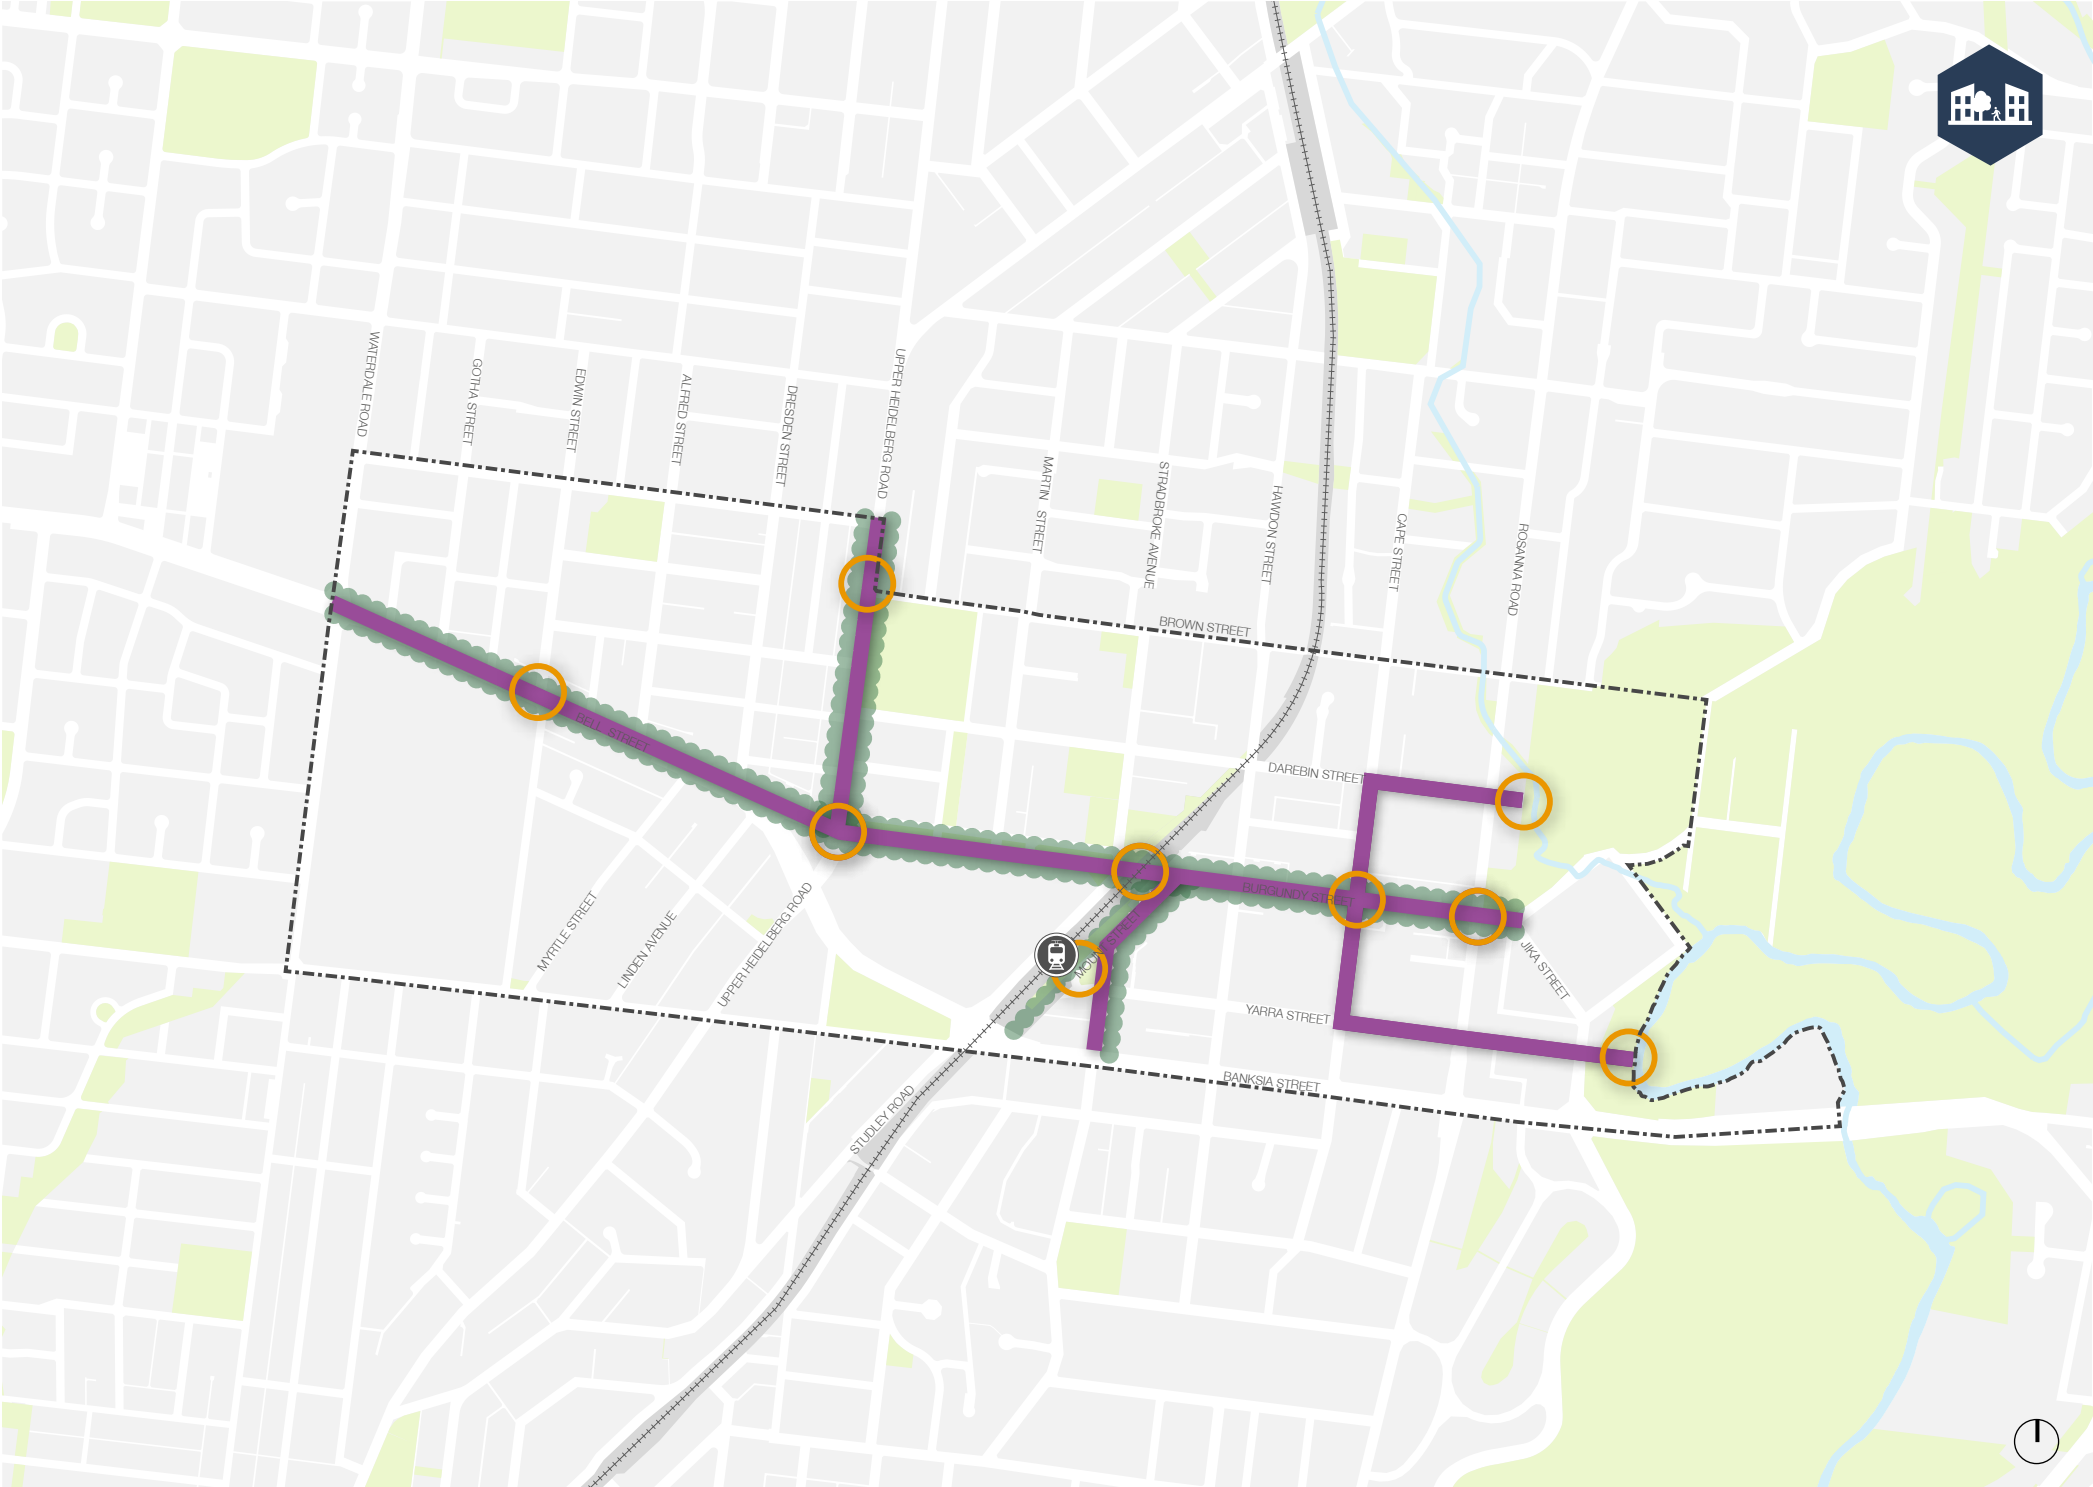 WATERDALE ROAD
GOTHA STREET
EDWIN STREET
ALFRED STREET
DRESDEN STREET
UPPER HEIDELBERG ROAD
MARTIN STREET
STRADBROKE AVENUE
HAWDON STREET
CAPE STREET
ROSANNA ROAD
BROWN STREET
BELL STREET
DAREBIN STREET
BURGUNDY STREET
MYRTLE STREET
LINDEN AVENUE
UPPER HEIDELBERG ROAD
MOUNT STREET
JIKA STREET
YARRA STREET
BANKSIA STREET
STUDLEY ROAD